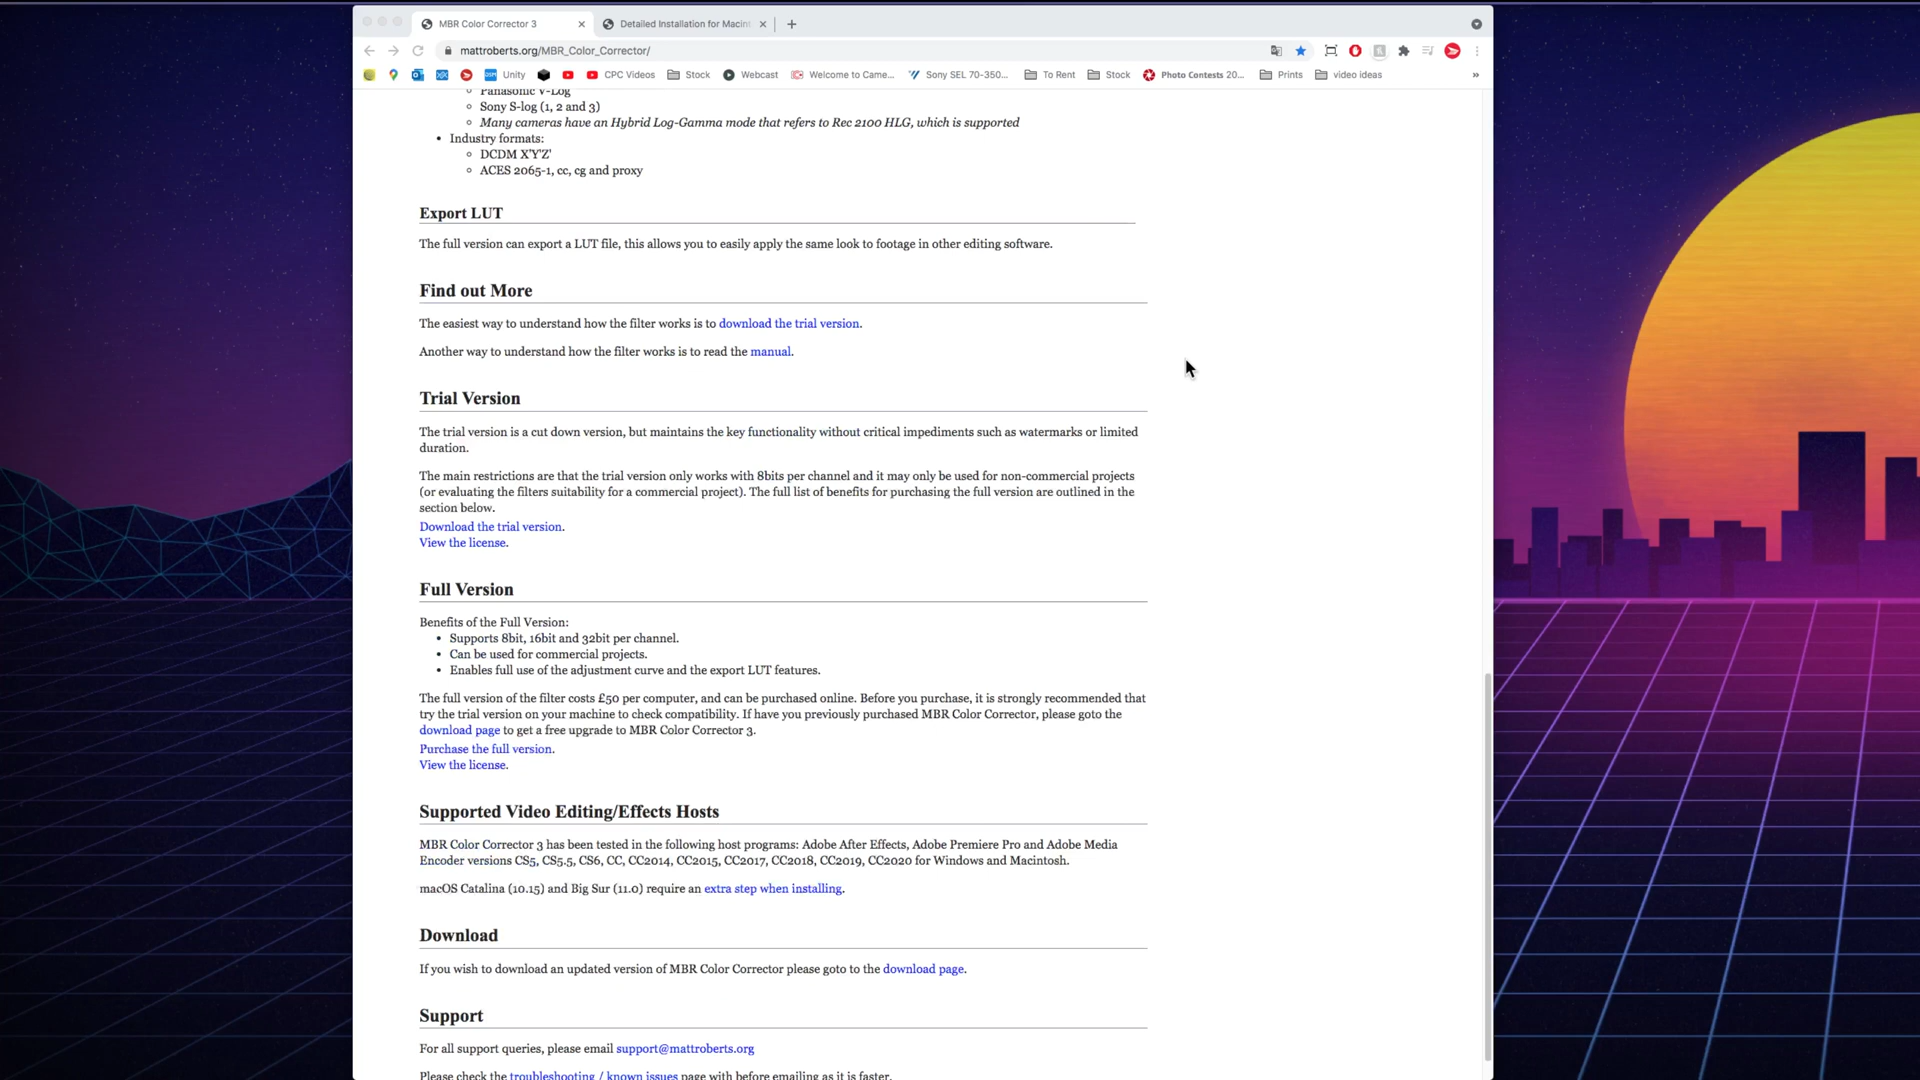 MBR Color Corrector 3
Detailed Installation for Macint
mattroberts.org/MBR_Color_Corrector/
Unity
CPC Videos
Stock
Webcast
Welcome to Came...
Sony SEL 70-350...
To Rent
Stock
Photo Contests 20...
Prints
video ideas
»
Panasonic V-Log
Sony S-log (1, 2 and 3)
Many cameras have an Hybrid Log-Gamma mode that refers to Rec 2100 HLG, which is supported
Industry formats:
DCDM X'Y'Z'
ACES 2065-1, cc, cg and proxy
Export LUT
The full version can export a LUT file, this allows you to easily apply the same look to footage in other editing software.
Find out More
The easiest way to understand how the filter works is to download the trial version.
Another way to understand how the filter works is to read the manual.
Trial Version
The trial version is a cut down version, but maintains the key functionality without critical impediments such as watermarks or limited
duration.
The main restrictions are that the trial version only works with 8bits per channel and it may only be used for non-commercial projects
(or evaluating the filters suitability for a commercial project). The full list of benefits for purchasing the full version are outlined in the
section below.
Download the trial version.
View the license.
Full Version
Benefits of the Full Version:
Supports 8bit, 16bit and 32bit per channel.
Can be used for commercial projects.
Enables full use of the adjustment curve and the export LUT features.
The full version of the filter costs £50 per computer, and can be purchased online. Before you purchase, it is strongly recommended that
try the trial version on your machine to check compatibility. If have you previously purchased MBR Color Corrector, please goto the
download page to get a free upgrade to MBR Color Corrector 3.
Purchase the full version.
View the license.
Supported Video Editing/Effects Hosts
MBR Color Corrector 3 has been tested in the following host programs: Adobe After Effects, Adobe Premiere Pro and Adobe Media
Encoder versions CS5, CS5.5, CS6, CC, CC2014, CC2015, CC2017, CC2018, CC2019, CC2020 for Windows and Macintosh.
macOS Catalina (10.15) and Big Sur (11.0) require an extra step when installing.
Download
If you wish to download an updated version of MBR Color Corrector please goto to the download page.
Support
For all support queries, please email support@mattroberts.org
Please check the troubleshooting / known issues page with before emailing as it is faster.